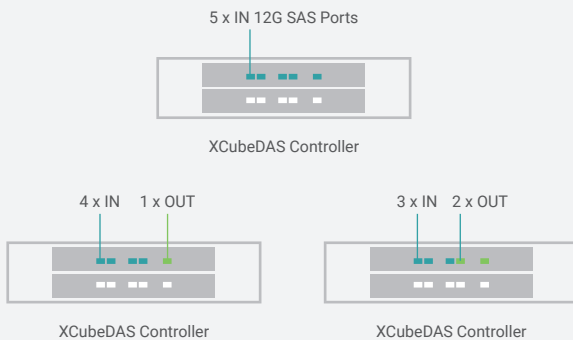 5 x IN 12G SAS Ports
XCubeDAS Controller
4 x IN 1 x OUT
3 x IN 2 x OUT
XCubeDAS Controller
XCubeDAS Controller